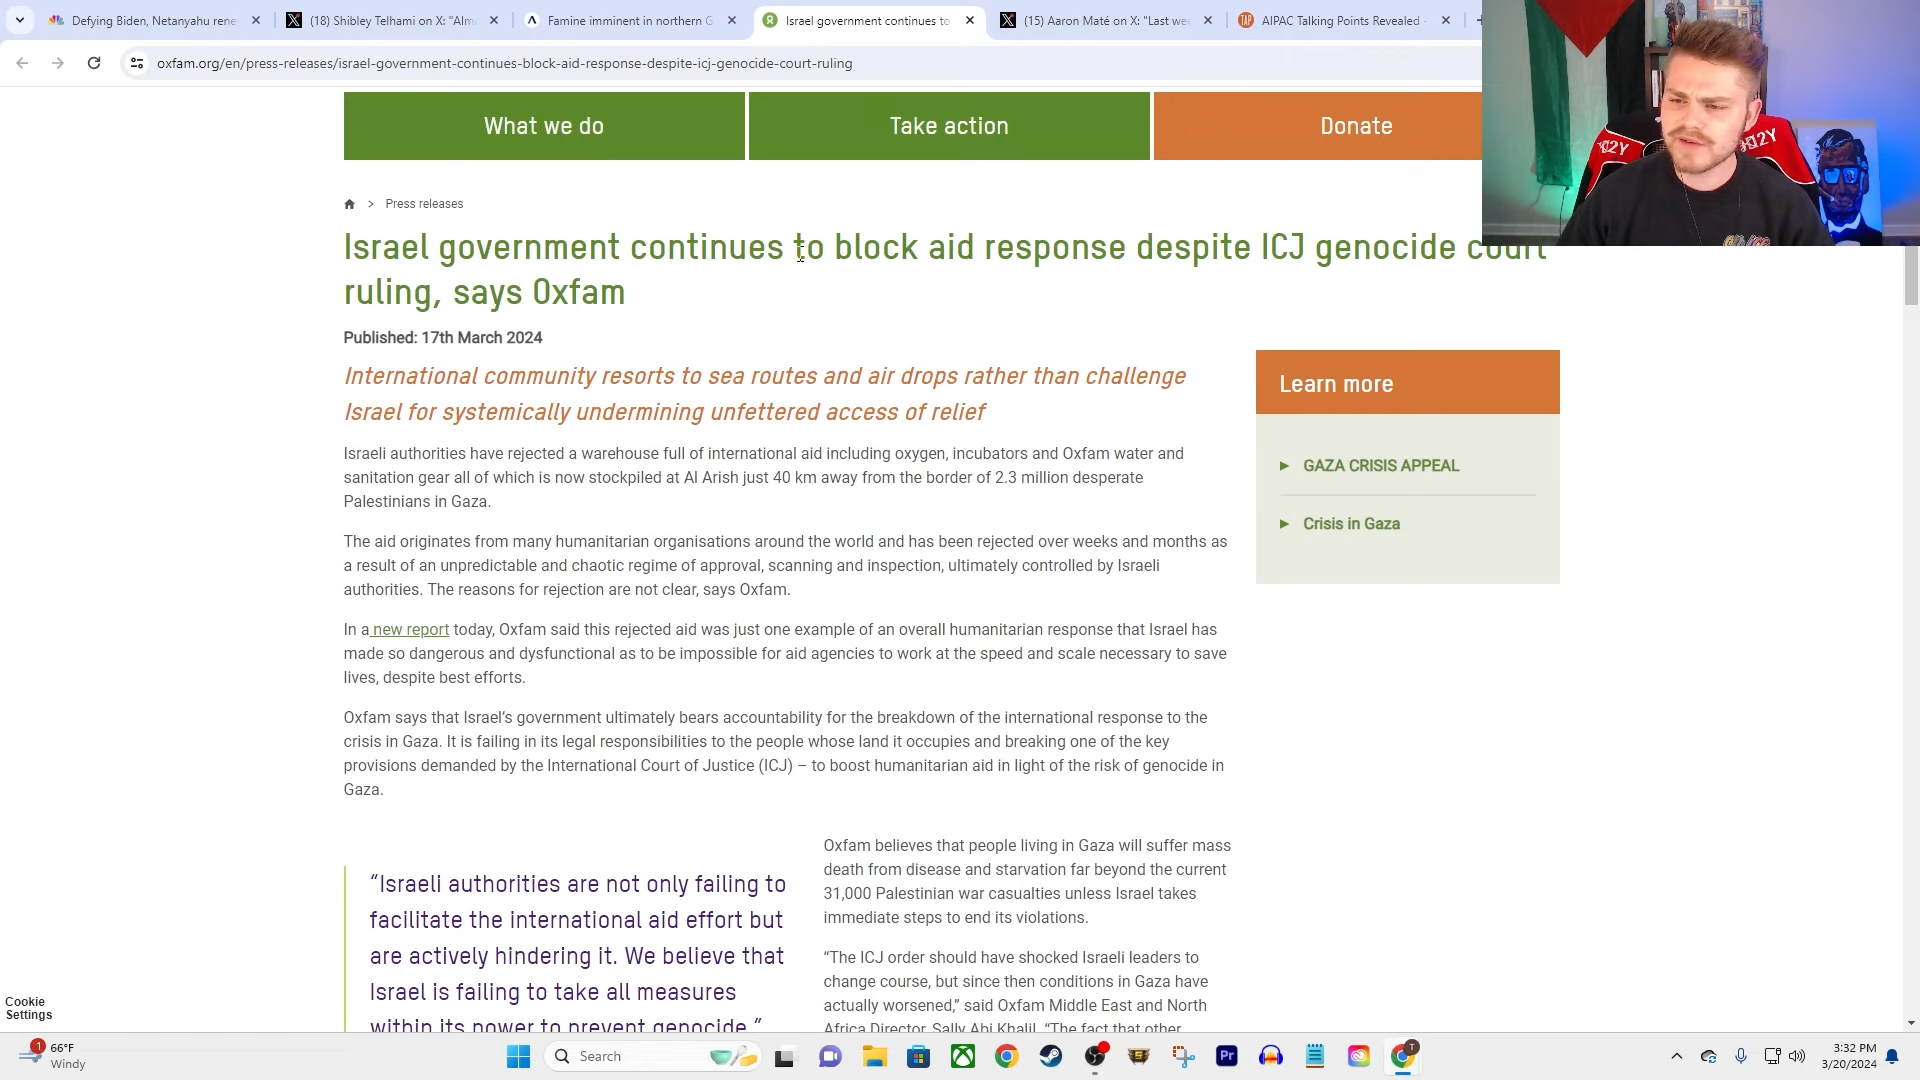 Defying Biden, Netanyahu rene
(18) Shibley Telhami on X: "Alm
Famine imminent in northern G
Israel government continues to
(15) Aaron Maté on X: "Last wee
AIPAC Talking Points Revealed -
oxfam.org/en/press-releases/israel-government-continues-block-aid-response-despite-icj-genocide-court-ruling
What we do
Take action
Donate
Press releases
Israel government continues to block aid response despite ICJ genocide court
ruling, says Oxfam
Published: 17th March 2024
International community resorts to sea routes and air drops rather than challenge
Israel for systemically undermining unfettered access of relief
Israeli authorities have rejected a warehouse full of international aid including oxygen, incubators and Oxfam water and
sanitation gear all of which is now stockpiled at Al Arish just 40 km away from the border of 2.3 million desperate
Palestinians in Gaza.
The aid originates from many humanitarian organisations around the world and has been rejected over weeks and months as
a result of an unpredictable and chaotic regime of approval, scanning and inspection, ultimately controlled by Israeli
authorities. The reasons for rejection are not clear, says Oxfam.
In a new report today, Oxfam said this rejected aid was just one example of an overall humanitarian response that Israel has
made so dangerous and dysfunctional as to be impossible for aid agencies to work at the speed and scale necessary to save
lives, despite best efforts.
Oxfam says that Israel's government ultimately bears accountability for the breakdown of the international response to the
crisis in Gaza. It is failing in its legal responsibilities to the people whose land it occupies and breaking one of the key
provisions demanded by the International Court of Justice (ICJ) – to boost humanitarian aid in light of the risk of genocide in
Gaza.
Learn more
GAZA CRISIS APPEAL
Crisis in Gaza
"Israeli authorities are not only failing to
facilitate the international aid effort but
are actively hindering it. We believe that
Israel is failing to take all measures
within its power to prevent genocide."
Oxfam believes that people living in Gaza will suffer mass
death from disease and starvation far beyond the current
31,000 Palestinian war casualties unless Israel takes
immediate steps to end its violations.
"The ICJ order should have shocked Israeli leaders to
change course, but since then conditions in Gaza have
actually worsened," said Oxfam Middle East and North
Africa Director, Sally Abi Khalil. "The fact that other
Cookie
Settings
1
66°F
Windy
Search
Pr
T
3:32 PM
3/20/2024